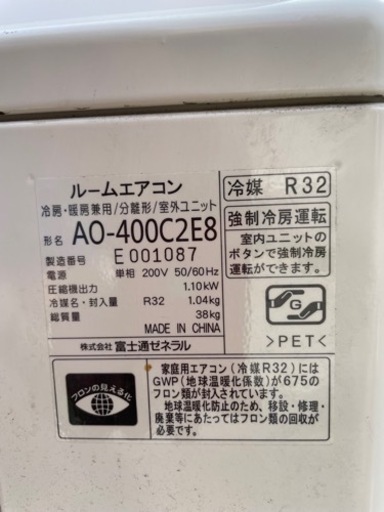 ルームエアコン
冷房・暖房兼用/分離形/室外ユニット
形名 AO-400C2E8
製造番号 E 001087
電源 単相 200V 50/60Hz
圧縮機出力 1.10kW
冷媒名・封入量 R32 1.04kg
総質量 38kg
MADE IN CHINA
株式会社 富士通ゼネラル
冷媒 R32
強制冷房運転
室内ユニットの
ボタンで強制冷房
運転ができます。
G
>PET<
フロンの見える化
家庭用エアコン(冷媒R32)には
GWP(地球温暖化係数)が675の
フロン類が封入されています。
地球温暖化防止のため、移設・修理・
廃棄等にあたってはフロン類の回収が
必要です。